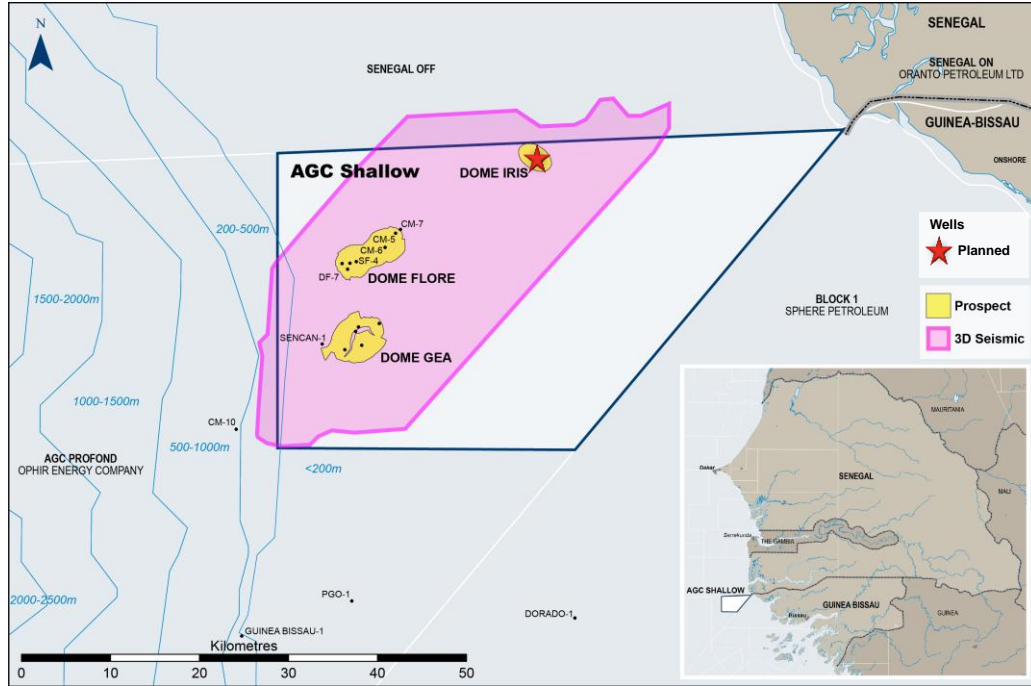 N
SENEGAL OFF
SENEGAL
SENEGAL ON
ORANTO PETROLEUM LTD
GUINEA-BISSAU
ONSHORE
AGC Shallow
DOME IRIS
200-500m
CM-7
CM-5
CM-6
SF-4
DF-7
DOME FLORE
1500-2000m
SENCAN-1
DOME GEA
BLOCK 1
SPHERE PETROLEUM
Wells
Planned
Prospect
3D Seismic
1000-1500m
CM-10
500-1000m
AGC PROFOND
OPHIR ENERGY COMPANY
<200m
2000-2500m
PGO-1
DORADO-1
GUINEA BISSAU-1
Kilometres
0 10 20 30 40 50
MAURITANIA
Dakar
SENEGAL
MALI
Serrekunda
THE GAMBIA
AGC SHALLOW
GUINEA BISSAU
Bissau
GUINEA